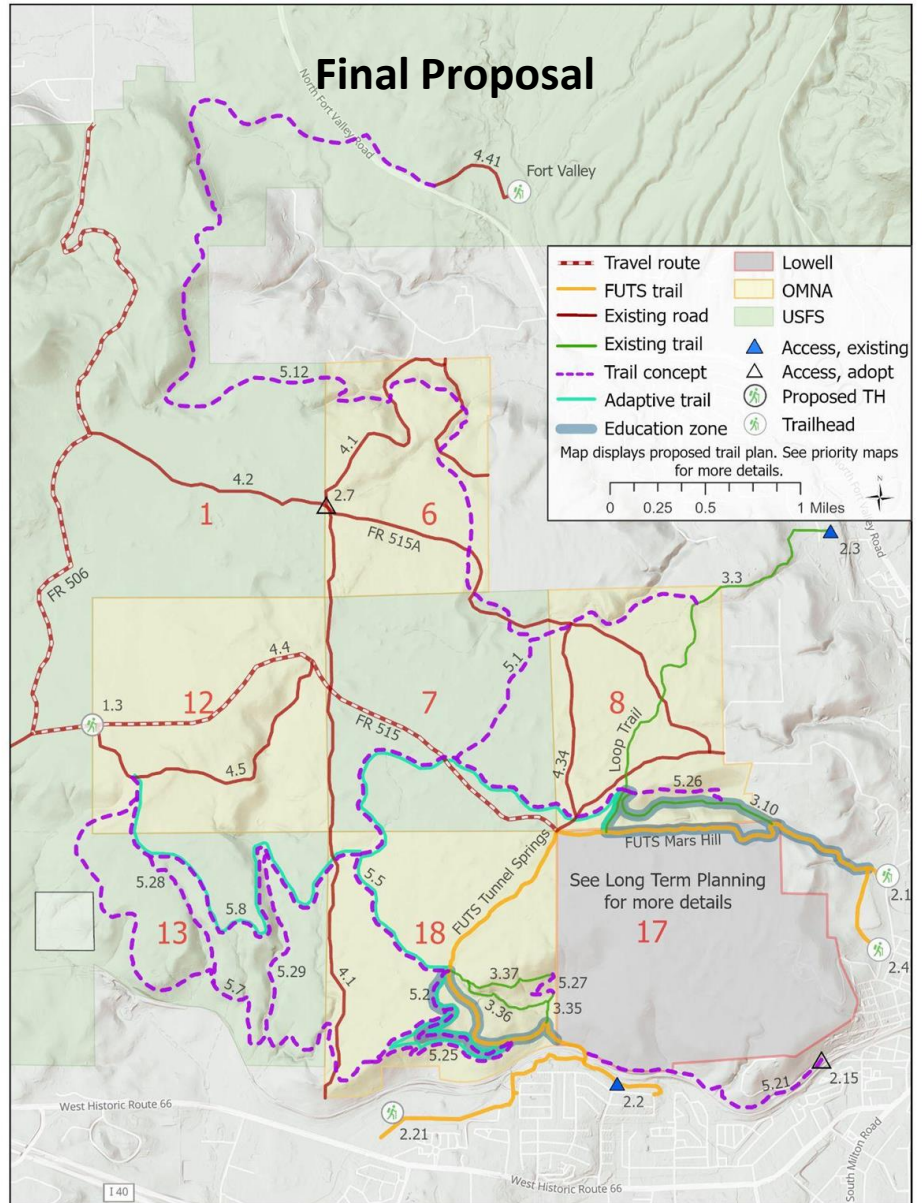 Final Proposal
North Fort Valley Road
4.41
Fort Valley
Travel route
FUTS trail
Existing road
Existing trail
Trail concept
Adaptive trail
Education zone
Lowell
OMNA
USFS
Access, existing
Access, adopt
Proposed TH
Trailhead
Map displays proposed trail plan. See priority maps
for more details.
N
0 0.25 0.5 1 Miles
5.12
4.1
4.2
2.7
1
6
FR 515A
2.3
FR 506
3.3
4.4
5.1
12
7
8
1.3
FR 515
4.34
Loop Trail
4.5
5.26
3.10
FUTS Mars Hill
FUTS Tunnel Springs
See Long Term Planning
for more details
5.28
5.5
2.1
5.8
13
18
17
2.4
5.29
3.37
5.27
5.7
5.2
3.36
3.35
4.1
5.25
5.21
2.15
2.2
West Historic Route 66
2.21
South Milton Road
West Historic Route 66
I 40